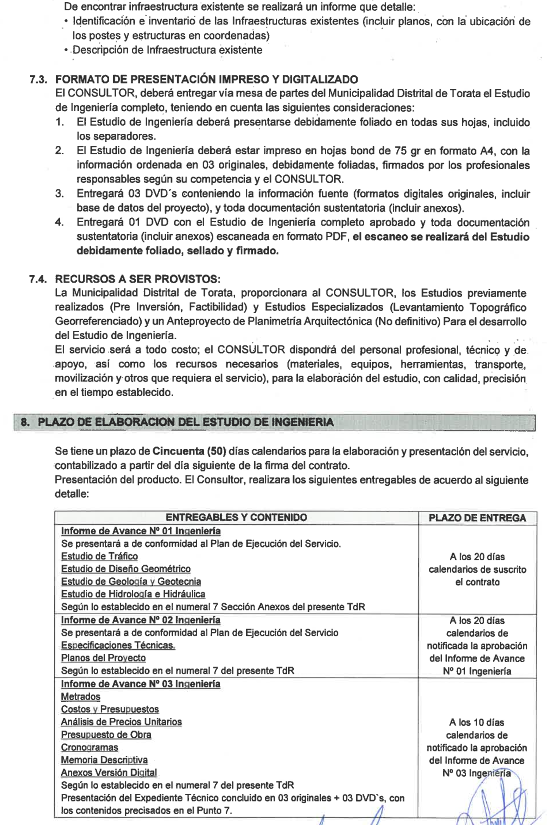 De encontrar infraestructura existente se realizará un informe que detalle:
• Identificación e inventario de las Infraestructuras existentes (incluir planos, con la ubicación de
los postes y estructuras en coordenadas)
• Descripción de Infraestructura existente
7.3. FORMATO DE PRESENTACIÓN IMPRESO Y DIGITALIZADO
El CONSULTOR, deberá entregar vía mesa de partes del Municipalidad Distrital de Torata el Estudio
de Ingeniería completo, teniendo en cuenta las siguientes consideraciones:
1. El Estudio de Ingeniería deberá presentarse debidamente foliado en todas sus hojas, incluido
los separadores.
2. El Estudio de Ingeniería deberá estar impreso en hojas bond de 75 gr en formato A4, con la
información ordenada en 03 originales, debidamente foliadas, firmados por los profesionales
responsables según su competencia y el CONSULTOR.
3. Entregará 03 DVD´s conteniendo la información fuente (formatos digitales originales, incluir
base de datos del proyecto), y toda documentación sustentatoria (incluir anexos).
4. Entregará 01 DVD con el Estudio de Ingeniería completo aprobado y toda documentación
sustentatoria (incluir anexos) escaneada en formato PDF, el escaneo se realizará del Estudio
debidamente foliado, sellado y firmado.
7.4. RECURSOS A SER PROVISTOS:
La Municipalidad Distrital de Torata, proporcionara al CONSULTOR, los Estudios previamente
realizados (Pre Inversión, Factibilidad) y Estudios Especializados (Levantamiento Topográfico
Georreferenciado) y un Anteproyecto de Planimetría Arquitectónica (No definitivo) Para el desarrollo
del Estudio de Ingeniería.
El servicio será a todo costo; el CONSULTOR dispondrá del personal profesional, técnico y de
apoyo, así como los recursos necesarios (materiales, equipos, herramientas, transporte,
movilización y otros que requiera el servicio), para la elaboración del estudio, con calidad, precisión
en el tiempo establecido.
8. PLAZO DE ELABORACION DEL ESTUDIO DE INGENIERIA
Se tiene un plazo de Cincuenta (50) días calendarios para la elaboración y presentación del servicio,
contabilizado a partir del día siguiente de la firma del contrato.
Presentación del producto. El Consultor, realizara los siguientes entregables de acuerdo al siguiente
detalle:
ENTREGABLES Y CONTENIDO
PLAZO DE ENTREGA
Informe de Avance Nº 01 Ingeniería
Se presentará a de conformidad al Plan de Ejecución del Servicio.
Estudio de Tráfico
Estudio de Diseño Geométrico
Estudio de Geología y Geotecnia
Estudio de Hidrología e Hidráulica
Según lo establecido en el numeral 7 Sección Anexos del presente TdR
A los 20 días
calendarios de suscrito
el contrato
Informe de Avance Nº 02 Ingeniería
Se presentará a de conformidad al Plan de Ejecución del Servicio
Especificaciones Técnicas.
Planos del Proyecto
Según lo establecido en el numeral 7 del presente TdR
A los 20 días
calendarios de
notificada la aprobación
del Informe de Avance
Nº 01 Ingeniería
Informe de Avance Nº 03 Ingeniería
Metrados
Costos y Presupuestos
Análisis de Precios Unitarios
Presupuesto de Obra
Cronogramas
Memoria Descriptiva
Anexos Versión Digital
Según lo establecido en el numeral 7 del presente TdR
Presentación del Expediente Técnico concluido en 03 originales + 03 DVD`s, con
los contenidos precisados en el Punto 7.
A los 10 días
calendarios de
notificado la aprobación
del Informe de Avance
Nº 03 Ingeniería